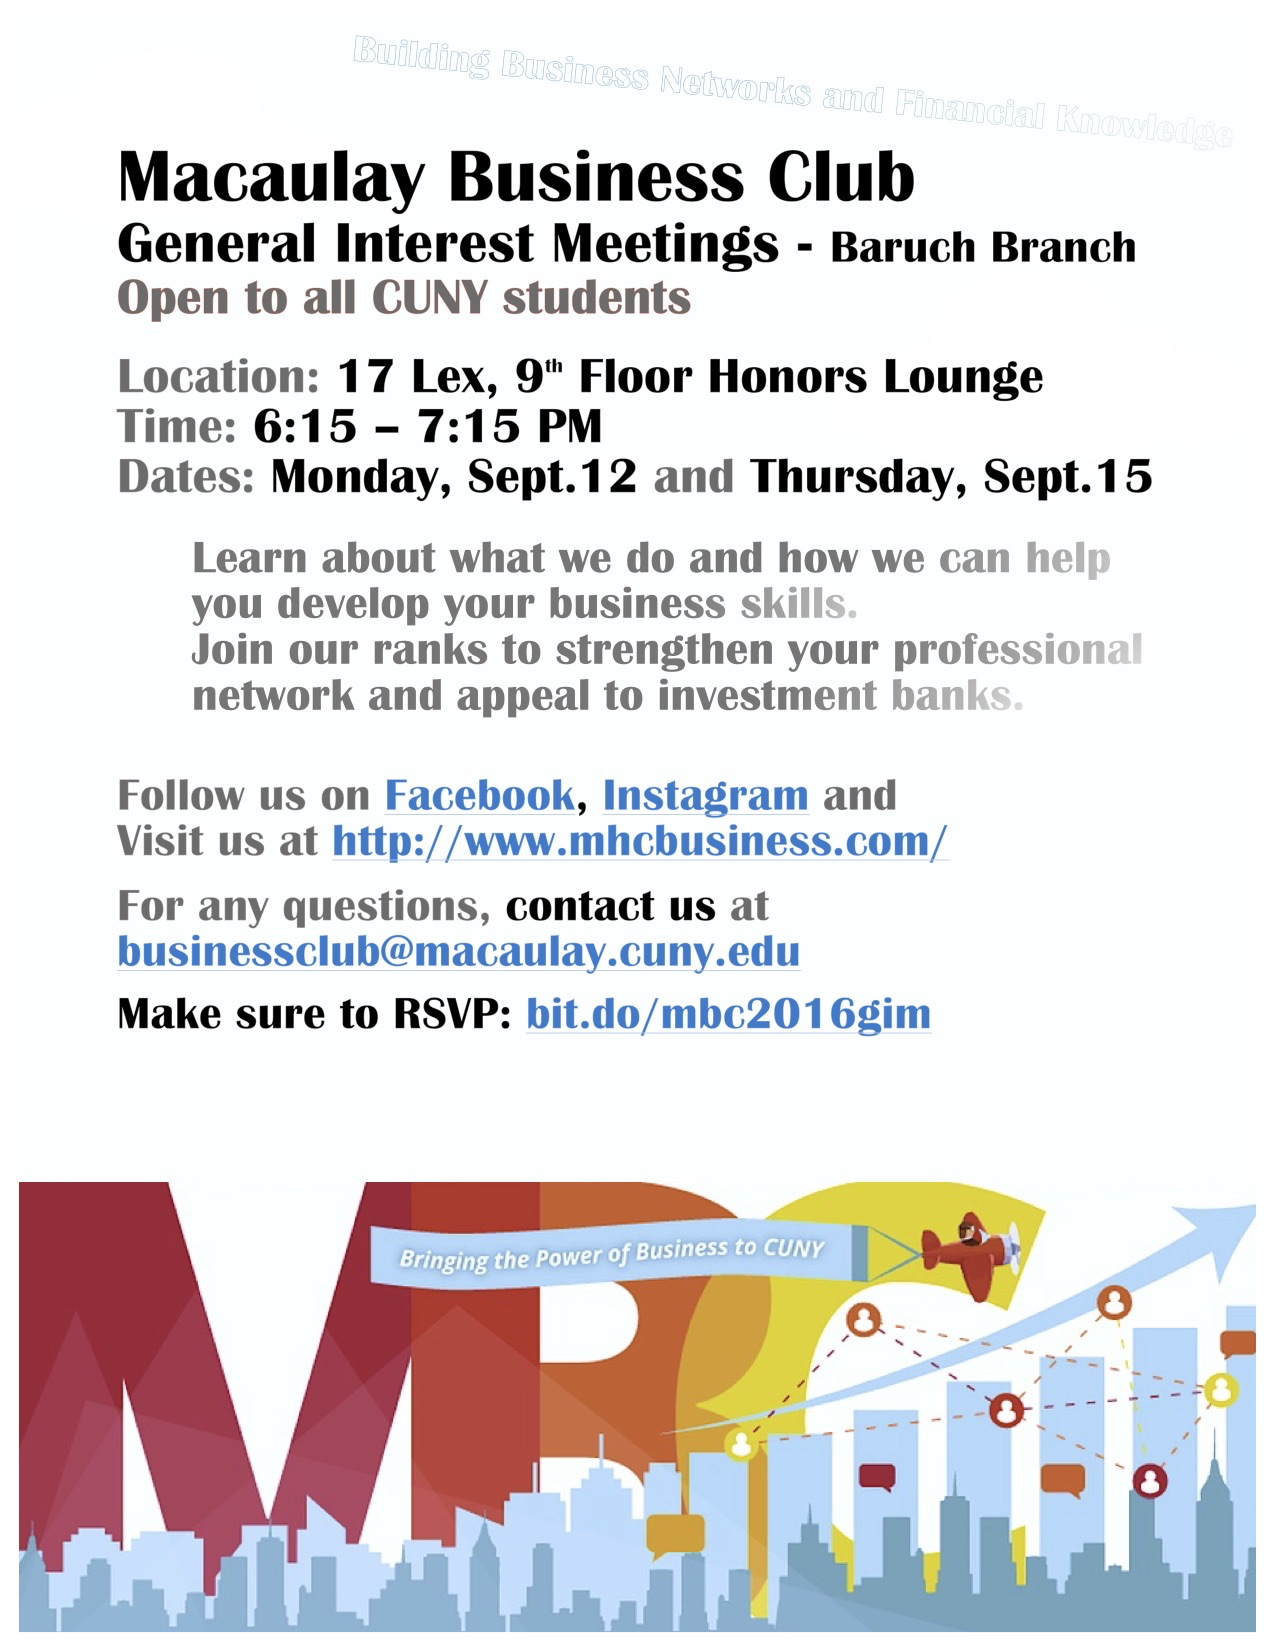 Building Business Networks and Financial Knowledge
Macaulay Business Club
General Interest Meetings - Baruch Branch
Open to all CUNY students
Location: 17 Lex, 9th Floor Honors Lounge
Time: 6:15 – 7:15 PM
Dates: Monday, Sept.12 and Thursday, Sept.15
Learn about what we do and how we can help
you develop your business skills.
Join our ranks to strengthen your professional
network and appeal to investment banks.
Follow us on Facebook, Instagram and
Visit us at http://www.mhcbusiness.com/
For any questions, contact us at
businessclub@macaulay.cuny.edu
Make sure to RSVP: bit.do/mbc2016gim
MBC
Bringing the Power of Business to CUNY